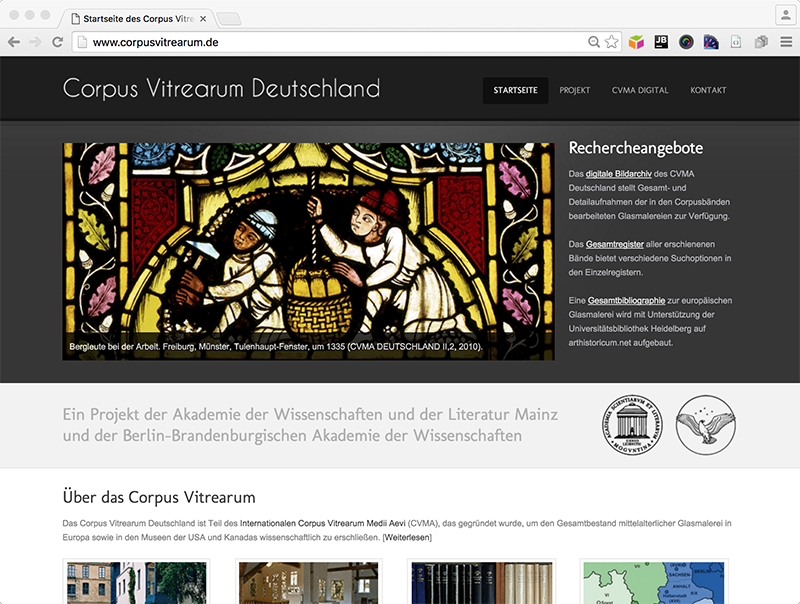 Startseite des Corpus Vitre
www.corpusvitrearum.de
Corpus Vitrearum Deutschland
STARTSEITE
PROJEKT
CVMA DIGITAL
KONTAKT
Rechercheangebote
Das digitale Bildarchiv des CVMA
Deutschland stellt Gesamt- und
Detailaufnahmen der in den Corpusbänden
bearbeiteten Glasmalereien zur Verfügung.
Das Gesamtregister aller erschienenen
Bände bietet verschiedene Suchoptionen in
den Einzelregistern.
Eine Gesamtbibliographie zur europäischen
Glasmalerei wird mit Unterstützung der
Universitätsbibliothek Heidelberg auf
arthistoricum.net aufgebaut.
Bergleute bei der Arbeit. Freiburg, Münster, Tulenhaupt-Fenster, um 1335 (CVMA DEUTSCHLAND II,2, 2010).
Ein Projekt der Akademie der Wissenschaften und der Literatur Mainz
und der Berlin-Brandenburgischen Akademie der Wissenschaften
Über das Corpus Vitrearum
Das Corpus Vitrearum Deutschland ist Teil des Internationalen Corpus Vitrearum Medii Aevi (CVMA), das gegründet wurde, um den Gesamtbestand mittelalterlicher Glasmalerei in
Europa sowie in den Museen der USA und Kanadas wissenschaftlich zu erschließen. [Weiterlesen]
JB
SACHSEN-
ANHALT
BERLIN-
VI